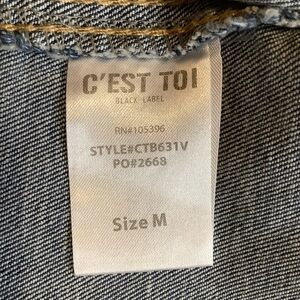 C'EST TOI
BLACK LABEL
RN#105396
STYLE#CTB631V
PO#2668
Size M